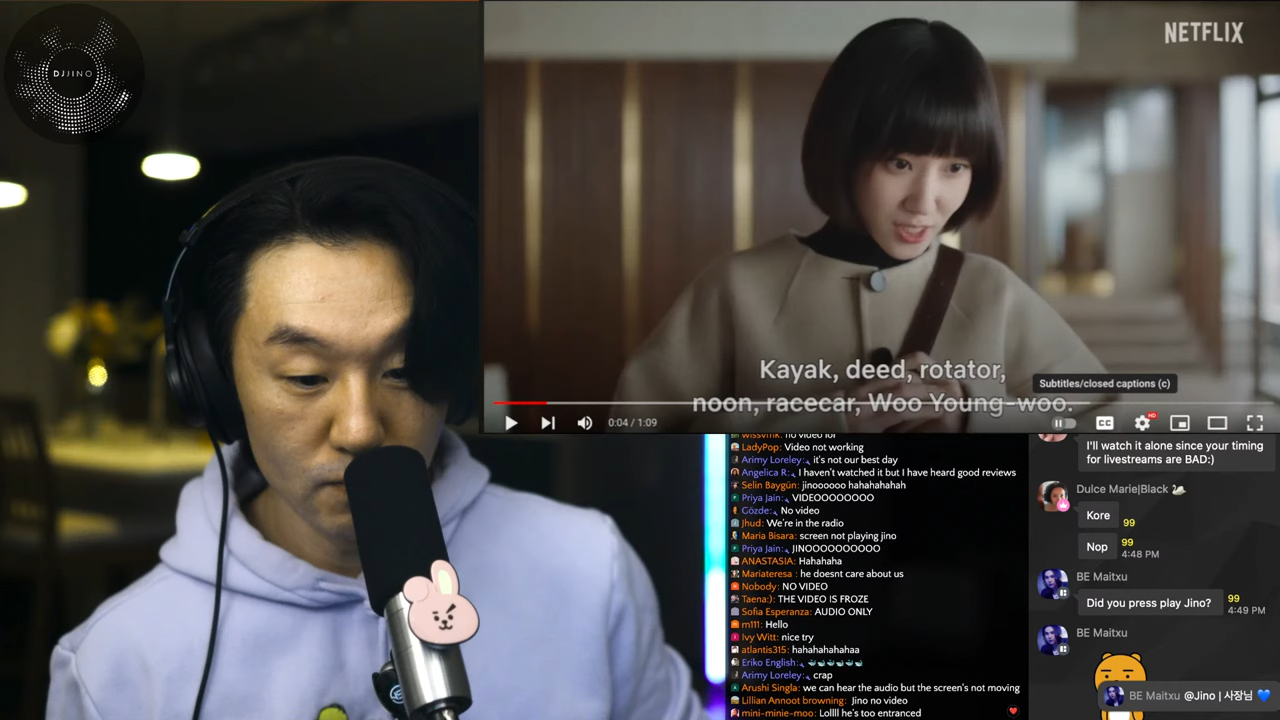 DJJINO
NETFLIX
Kayak, deed, rotator,
noon, racecar, Woo Young-woo.
Subtitles/closed captions (c)
0:04 / 1:09
CC
HD
wissvmk: no video lol
LadyPop: Video not working
Arimy Loreley: it's not our best day
Angelica R: I haven't watched it but I have heard good reviews
Selin Baygün: jinoooooo hahahahahah
Priya Jain: VIDEOOOOOOOO
Gözde: No video
Jhud: We're in the radio
Maria Bisara: screen not playing jino
Priya Jain: JINOOOOOOOOOO
ANASTASIA: Hahahaha
Mariateresa : he doesnt care about us
Nobody: NO VIDEO
Taena:): THE VIDEO IS FROZE
Sofia Esperanza: AUDIO ONLY
m111: Hello
Ivy Witt: nice try
atlantis315: hahahahahahaa
Eriko English: 🐳🐳🐳🐳🐳🐳
Arimy Loreley: crap
Arushi Singla: we can hear the audio but the screen's not moving
Lillian Annoot browning: Jino no video
mini-minie-moo: Lollll he's too entranced
I'll watch it alone since your timing
for livestreams are BAD:)
Dulce Marie|Black 🦢
Kore
99
Nop
99
4:48 PM
BE Maitxu
Did you press play Jino?
99
4:49 PM
BE Maitxu
BE Maitxu @Jino | 사장님 💙